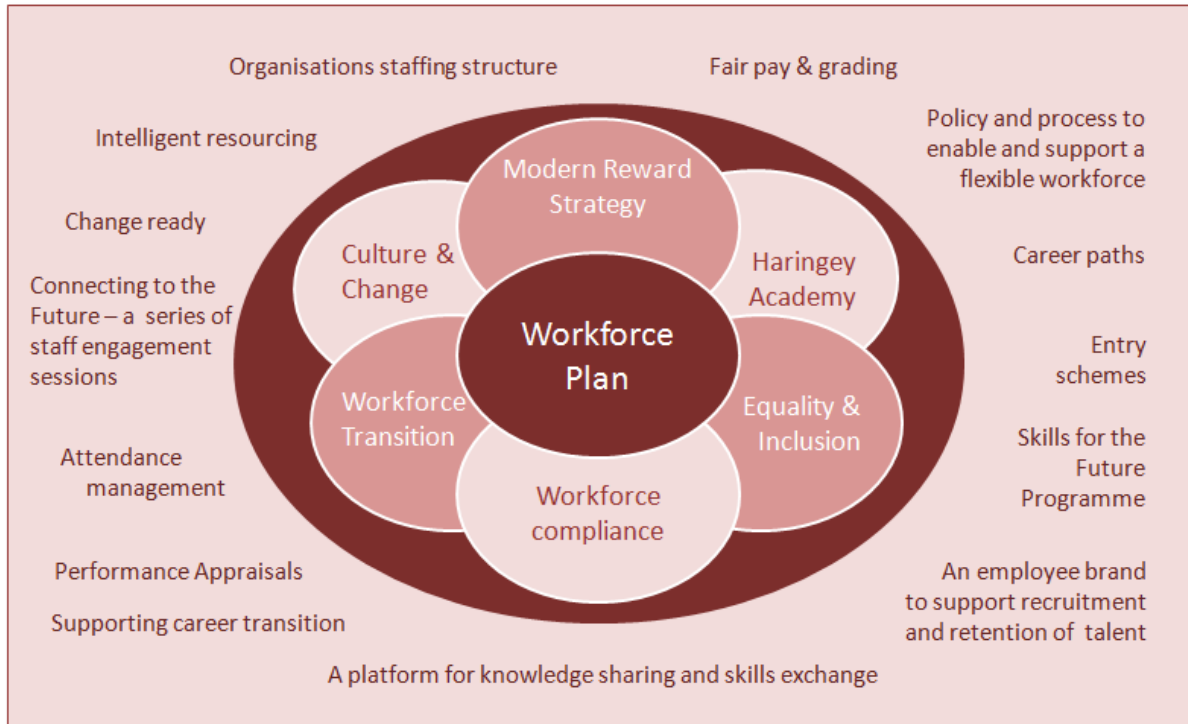 Organisations staffing structure
Fair pay & grading
Intelligent resourcing
Policy and process to
enable and support a
flexible workforce
Change ready
Career paths
Connecting to the
Future – a series of
staff engagement
sessions
Entry
schemes
Attendance
management
Skills for the
Future
Programme
Performance Appraisals
Supporting career transition
An employee brand
to support recruitment
and retention of talent
A platform for knowledge sharing and skills exchange
Modern Reward
Strategy
Culture &
Change
Haringey
Academy
Workforce
Plan
Workforce
Transition
Equality &
Inclusion
Workforce
compliance